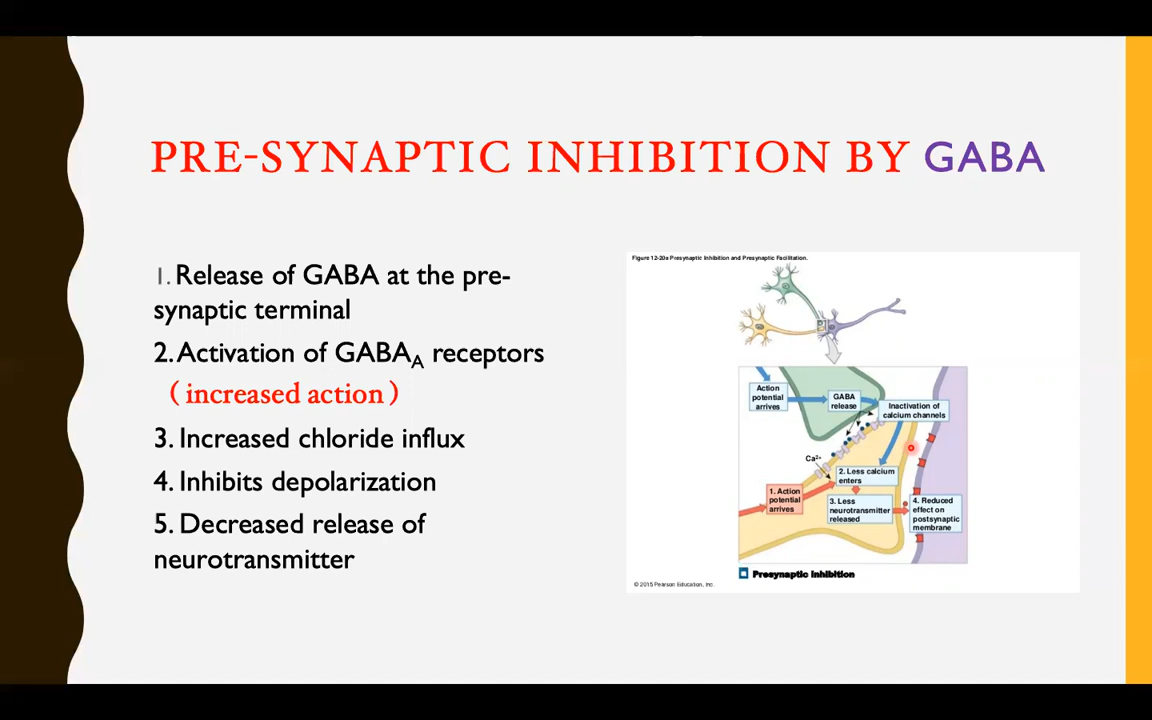 PRE-SYNAPTIC INHIBITION BY GABA
1. Release of GABA at the pre-
synaptic terminal
2. Activation of GABAA receptors
(increased action)
3. Increased chloride influx
4. Inhibits depolarization
5. Decreased release of
neurotransmitter
Figure 12-20a Presynaptic Inhibition and Presynaptic Facilitation.
Action
potential
arrives
GABA
release
Inactivation of
calcium channels
Ca2+
2. Less calcium
enters
1. Action
potential
arrives
3. Less
neurotransmitter
released
4. Reduced
effect on
postsynaptic
membrane
Presynaptic inhibition
© 2015 Pearson Education, Inc.